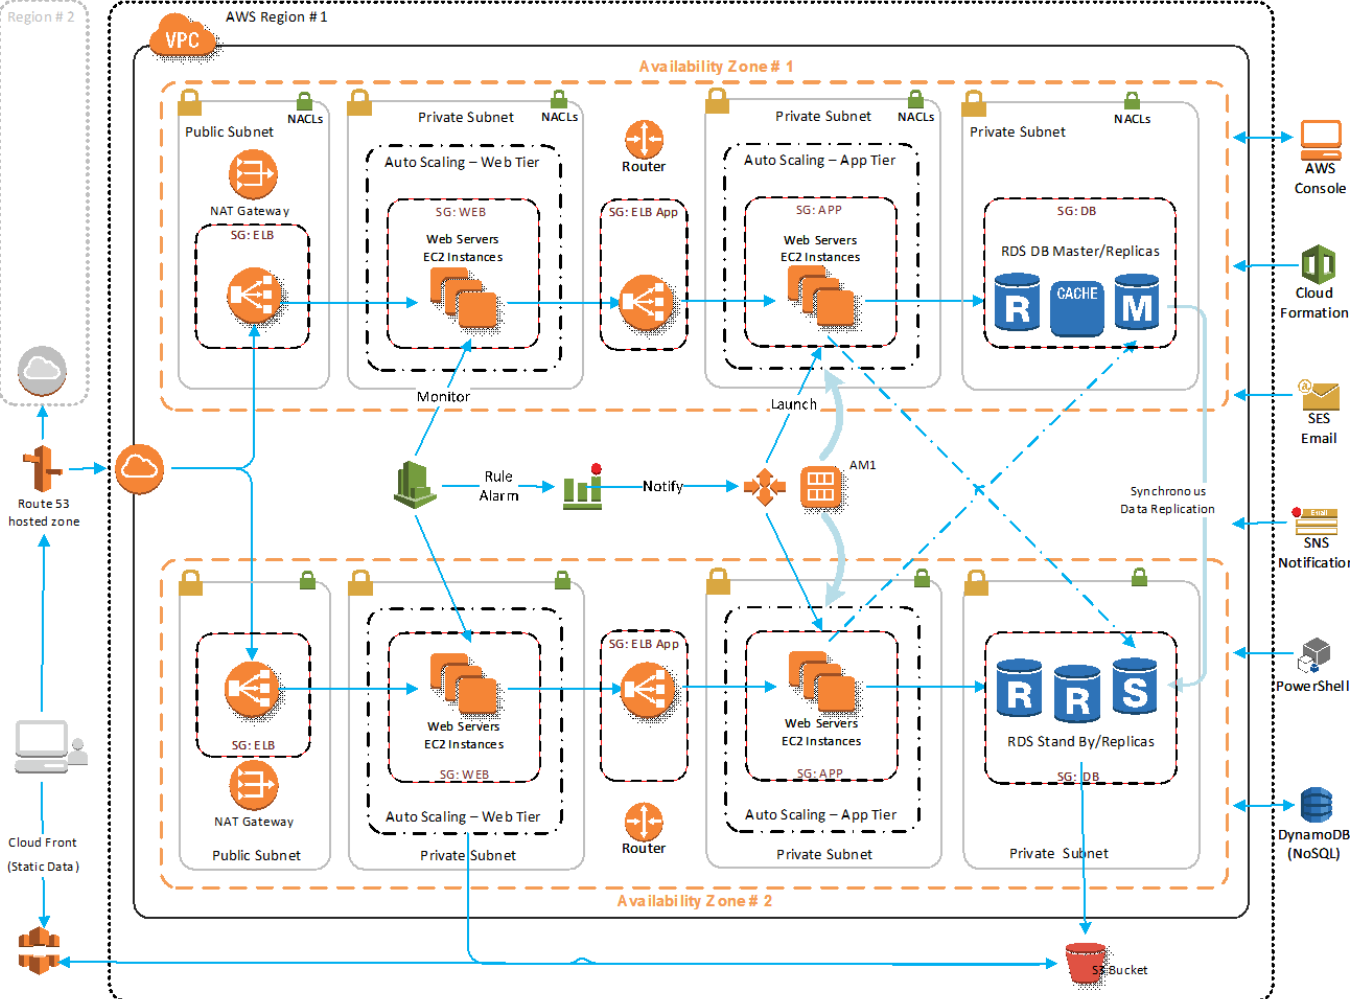 Region # 2
AWS Region # 1
VPC
Availability Zone # 1
NACLs
Public Subnet
NAT Gateway
SG: ELB
Private Subnet
NACLs
Auto Scaling – Web Tier
SG: WEB
Web Servers
EC2 Instances
Router
SG: ELB App
Private Subnet
NACLs
Auto Scaling – App Tier
SG: APP
Web Servers
EC2 Instances
NACLs
Private Subnet
SG: DB
RDS DB Master/Replicas
R
CACHE
M
AWS
Console
Cloud
Formation
SES
Email
Email
SNS
Notification
PowerShell
DynamoDB
(NoSQL)
Monitor
Launch
Rule
Alarm
Notify
AM1
Synchronous
Data Replication
Route 53
hosted zone
Cloud Front
(Static Data)
SG: ELB
NAT Gateway
Public Subnet
Web Servers
EC2 Instances
SG: WEB
Auto Scaling – Web Tier
Private Subnet
SG: ELB App
Router
Web Servers
EC2 Instances
SG: APP
Auto Scaling – App Tier
Private Subnet
R
R
S
RDS Stand By/Replicas
SG: DB
Private Subnet
Availability Zone # 2
S3 Bucket